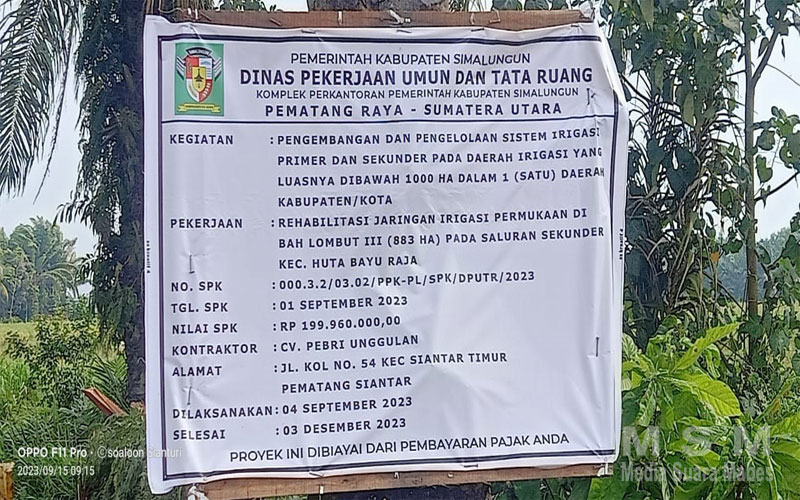 PEMERINTAH KABUPATEN SIMALUNGUN
DINAS PEKERJAAN UMUN DAN TATA RUANG
KOMPLEK PERKANTORAN PEMERINTAH KABUPATEN SIMALUNGUN
PEMATANG RAYA - SUMATERA UTARA
KEGIATAN : PENGEMBANGAN DAN PENGELOLAAN SISTEM IRIGASI
PRIMER DAN SEKUNDER PADA DAERAH IRIGASI YANG
LUASNYA DIBAWAH 1000 HA DALAM 1 (SATU) DAERAH
KABUPATEN/KOTA
PEKERJAAN : REHABILITASI JARINGAN IRIGASI PERMUKAAN DI
BAH LOMBUT III (883 HA) PADA SALURAN SEKUNDER
KEC. HUTA BAYU RAJA
NO. SPK : 000.3.2/03.02/PPK-PL/SPK/DPUTR/2023
TGL. SPK : 01 SEPTEMBER 2023
NILAI SPK : RP 199.960.000,00
KONTRAKTOR : CV. PEBRI UNGGULAN
ALAMAT : JL. KOL NO. 54 KEC SIANTAR TIMUR
PEMATANG SIANTAR
DILAKSANAKAN : 04 SEPTEMBER 2023
SELESAI : 03 DESEMBER 2023
PROYEK INI DIBIAYAI DARI PEMBAYARAN PAJAK ANDA
OPPO F11 Pro · ©soaloon Sianturi
2023/09/15 09:15
M S M
Media Suara Mabes